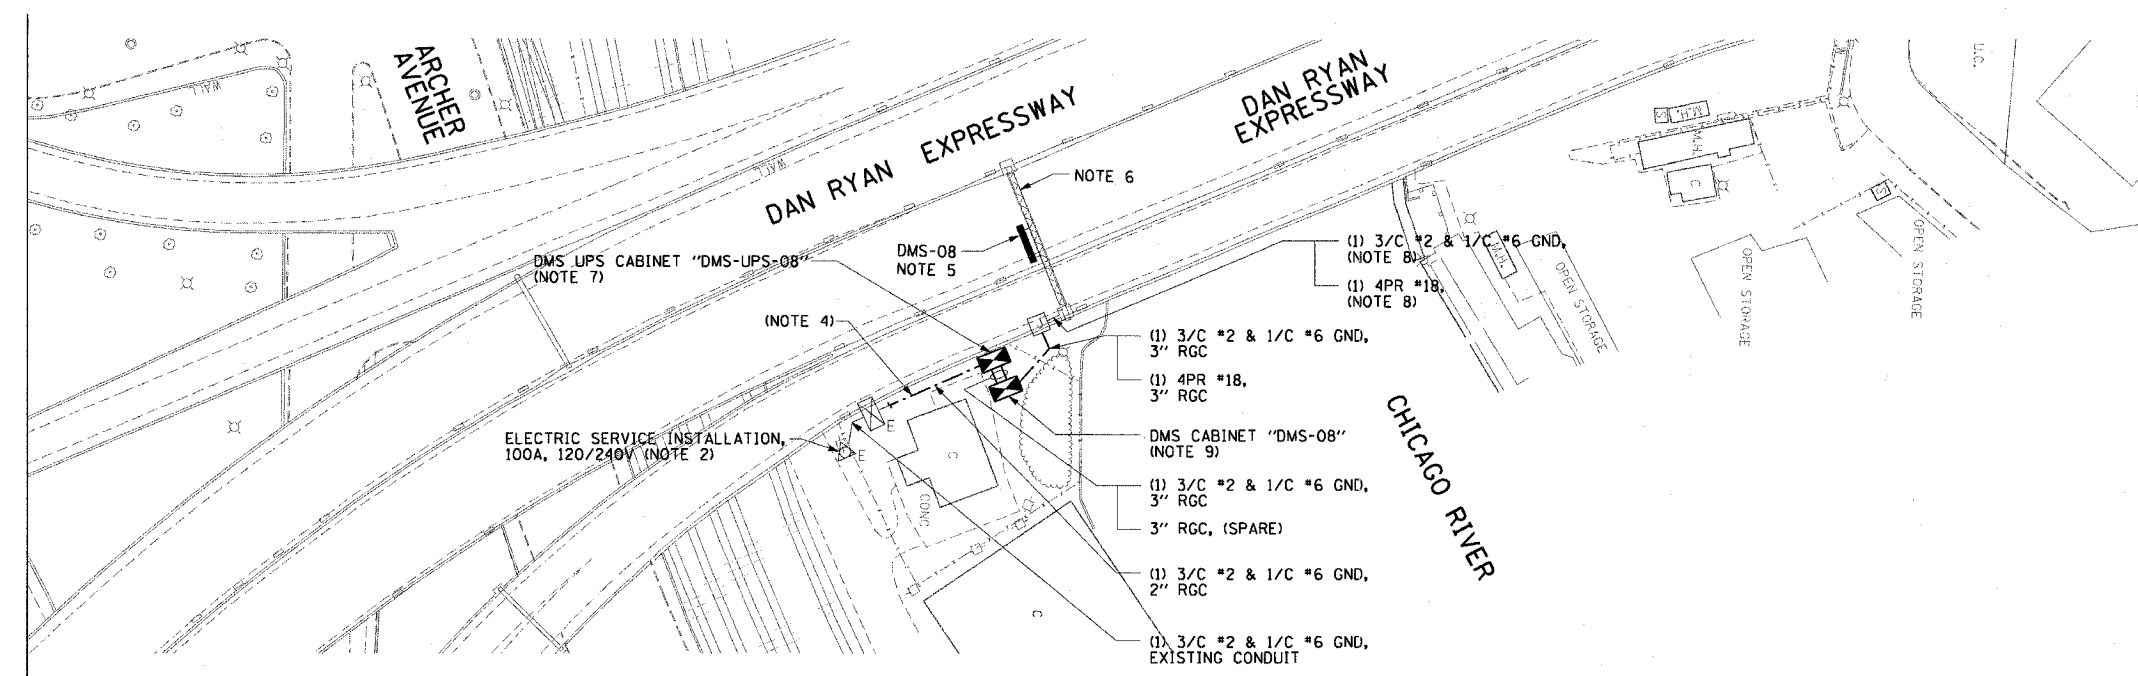 ARCHER
AVENUE
WALL
WALL
DAN RYAN EXPRESSWAY
DAN RYAN
EXPRESSWAY
U.C.
M.H.
S
M.H.
C
S
NOTE 6
DMS-08
NOTE 5
DMS UPS CABINET "DMS-UPS-08"
(NOTE 7)
(NOTE 4)
(1) 3/C #2 & 1/C #6 GND,
(NOTE 8)
(1) 4PR #18,
(NOTE 8)
M.H.
OPEN STORAGE
OPEN STORAGE
OPEN STORAGE
(1) 3/C #2 & 1/C #6 GND,
3" RGC
(1) 4PR #18,
3" RGC
ELECTRIC SERVICE INSTALLATION,
100A, 120/240V (NOTE 2)
E
E
C
CONC
C
DMS CABINET "DMS-08"
(NOTE 9)
(1) 3/C #2 & 1/C #6 GND,
3" RGC
3" RGC, (SPARE)
(1) 3/C #2 & 1/C #6 GND,
2" RGC
(1) 3/C #2 & 1/C #6 GND,
EXISTING CONDUIT
CHICAGO RIVER